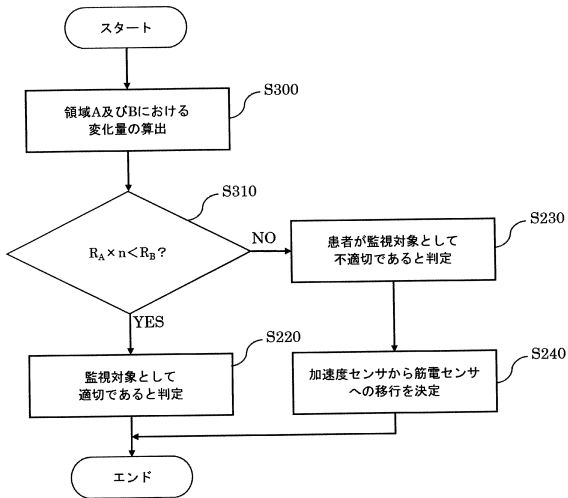 スタート
領域A及びBにおける
変化量の算出
S300
S310
RA×n<RB?
NO
患者が監視対象として
不適切であると判定
S230
YES
監視対象として
適切であると判定
S220
加速度センサから筋電センサ
への移行を決定
S240
エンド